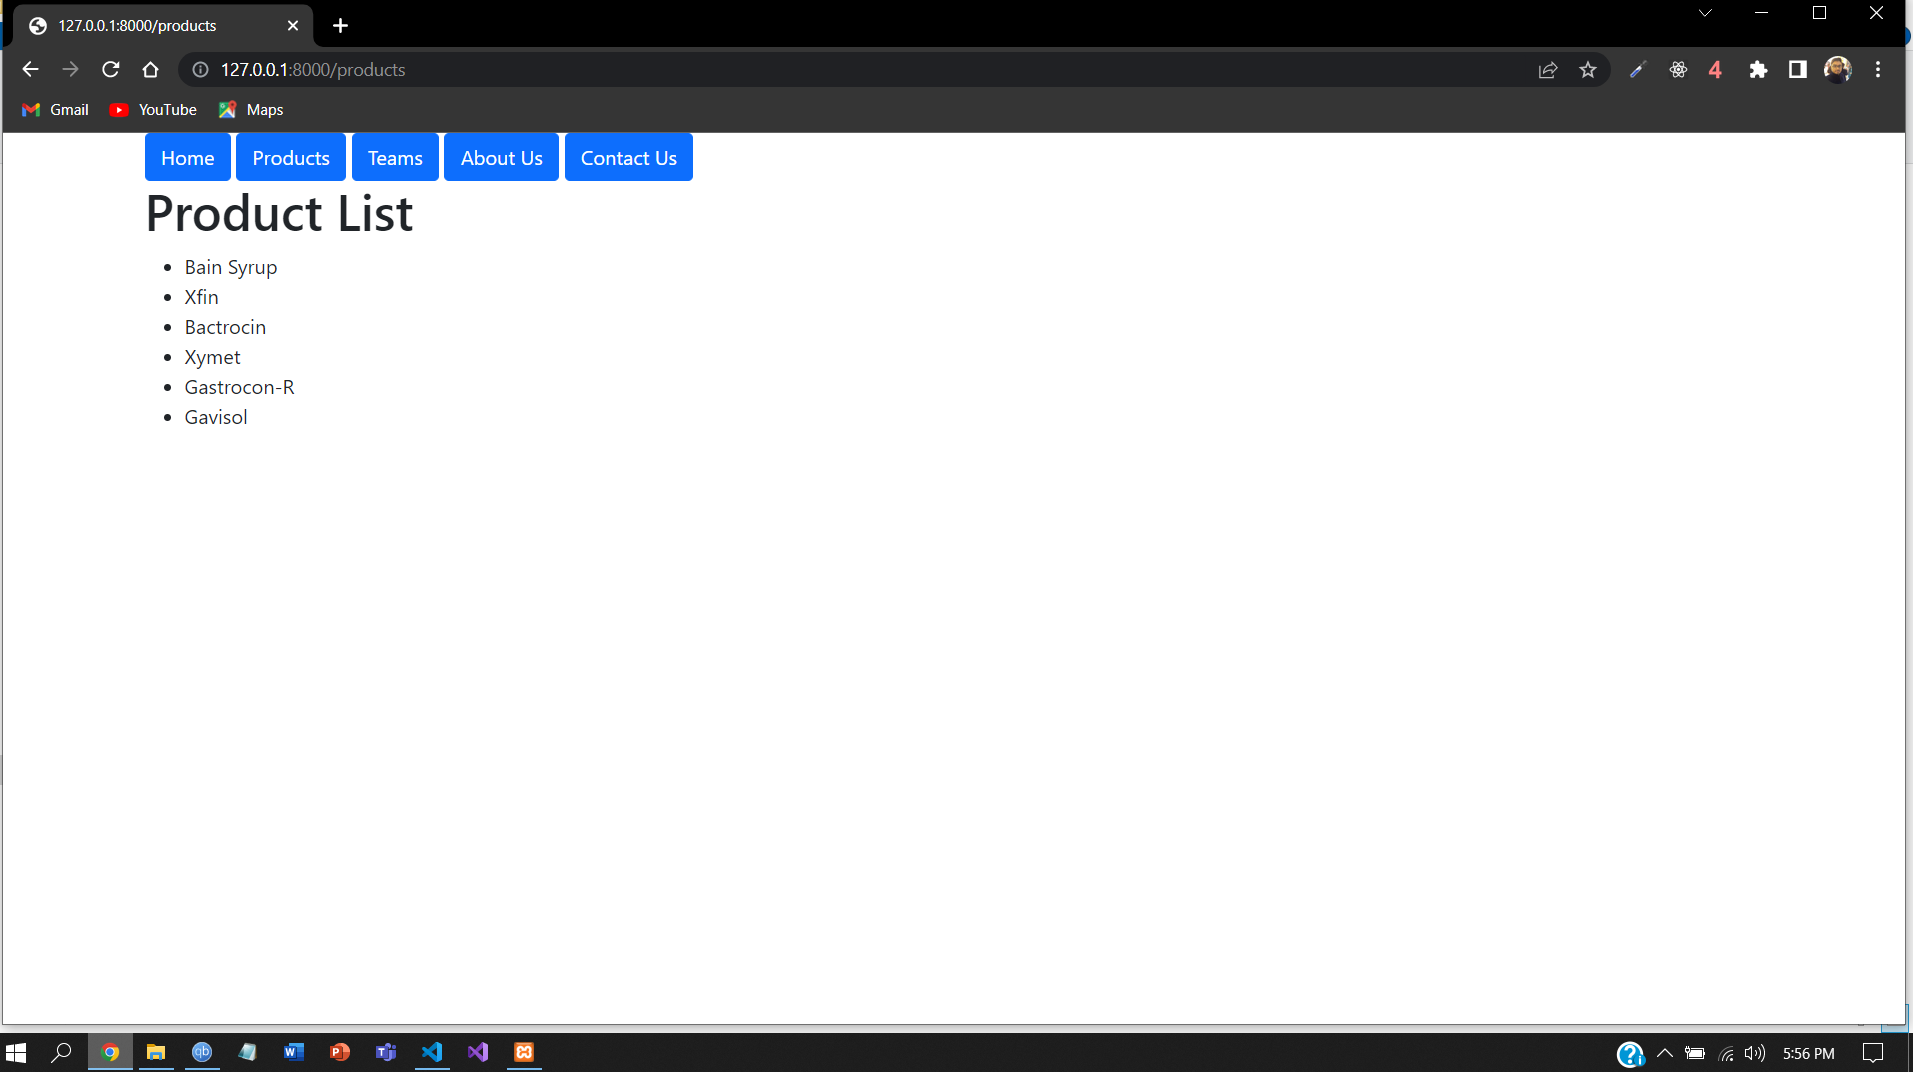 127.0.0.1:8000/products
127.0.0.1:8000/products
4
Gmail YouTube Maps
Home Products Teams About Us Contact Us
Product List
Bain Syrup
Xfin
Bactrocin
Xymet
Gastrocon-R
Gavisol
qb W P T 5:56 PM